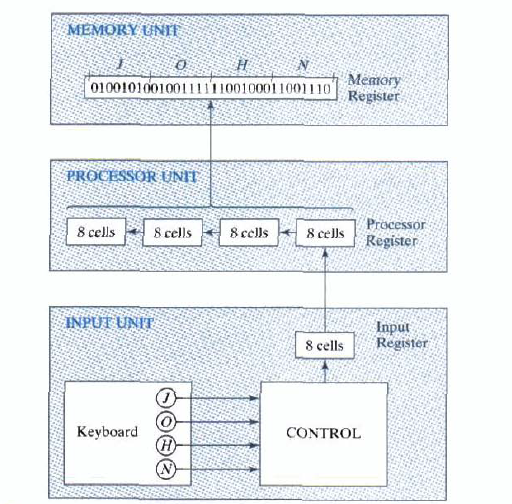 MEMORY UNIT
J O H N
01001010010011111100100011001110
Memory
Register
PROCESSOR UNIT
8 cells 8 cells 8 cells 8 cells
Processor
Register
INPUT UNIT
Input
Register
8 cells
J
O
Keyboard
CONTROL
H
N